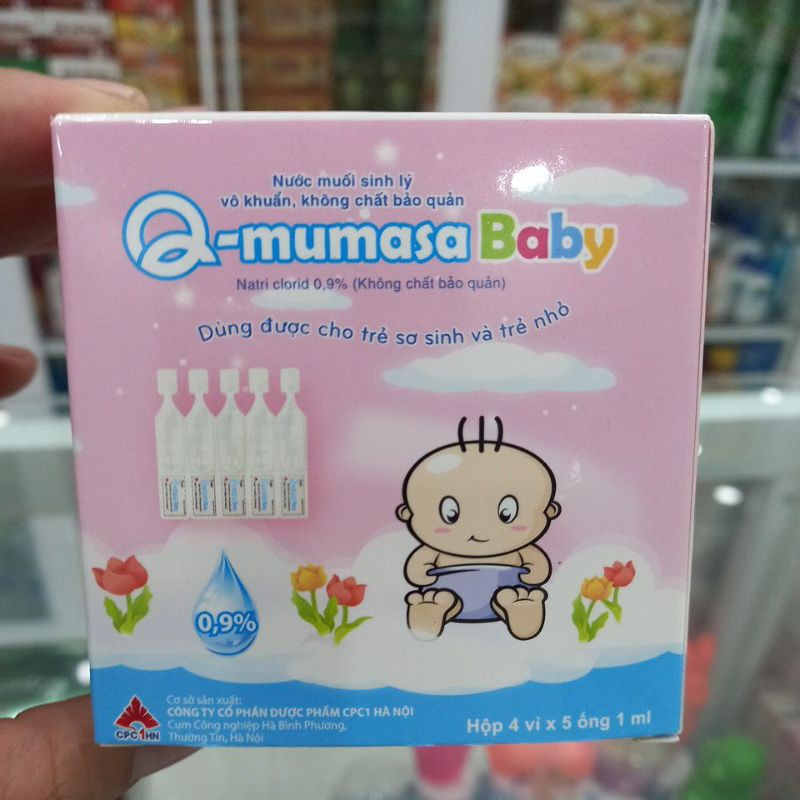 Nước muối sinh lý
vô khuẩn, không chất bảo quản
Q-mumasa Baby
Natri clorid 0,9% (Không chất bảo quản)
Dùng được cho trẻ sơ sinh và trẻ nhỏ
0,9%
CPC1HN
Cơ sở sản xuất:
CÔNG TY CỔ PHẦN DƯỢC PHẨM CPC1 HÀ NỘI
Cụm Công nghiệp Hà Bình Phương,
Thường Tín, Hà Nội
Hộp 4 vỉ x 5 ống 1 ml